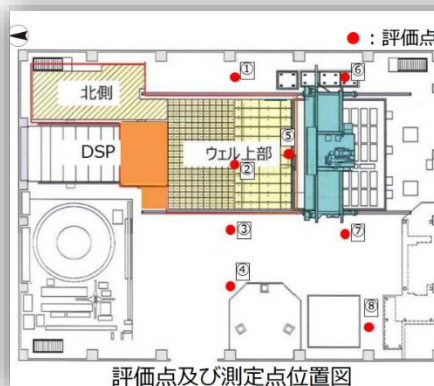 ●：評価点
①
⑥
北側
DSP
ウェル上部
⑤
②
③
⑦
④
⑧
評価点及び測定点位置図